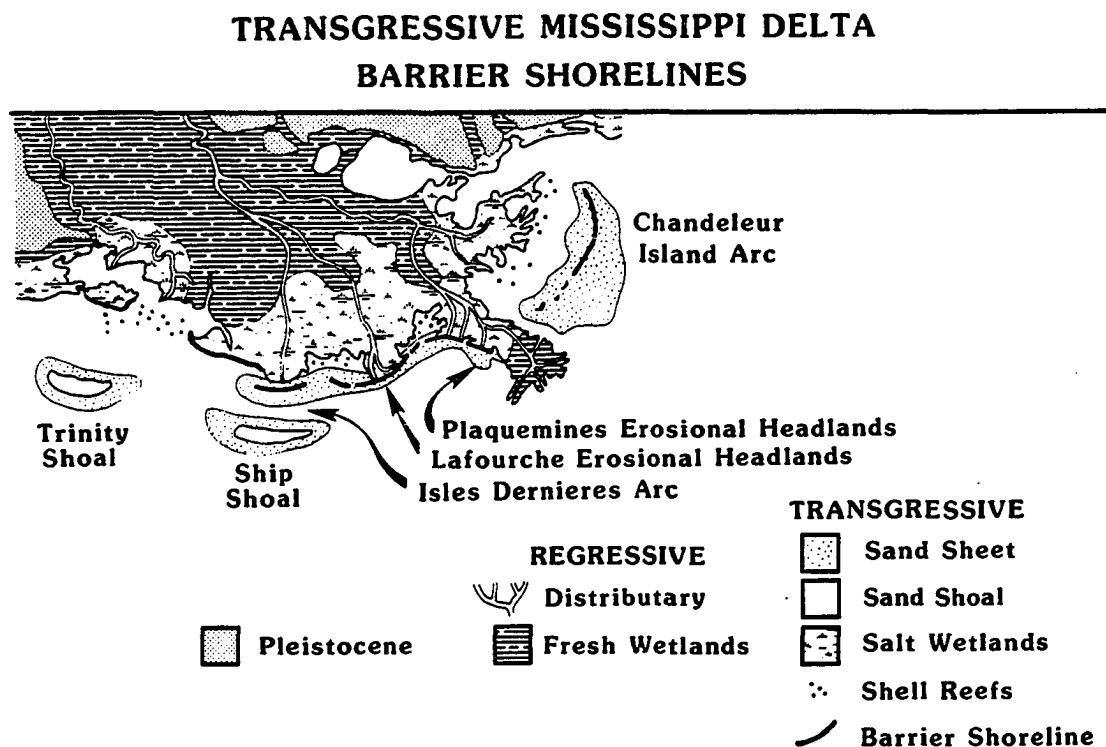 TRANSGRESSIVE MISSISSIPPI DELTA
BARRIER SHORELINES
Chandeleur
Island Arc
Trinity
Shoal
Ship
Shoal
Plaquemines Erosional Headlands
Lafourche Erosional Headlands
Isles Dernieres Arc
TRANSGRESSIVE
Sand Sheet
Sand Shoal
Salt Wetlands
Shell Reefs
Barrier Shoreline
REGRESSIVE
Distributary
Fresh Wetlands
Pleistocene